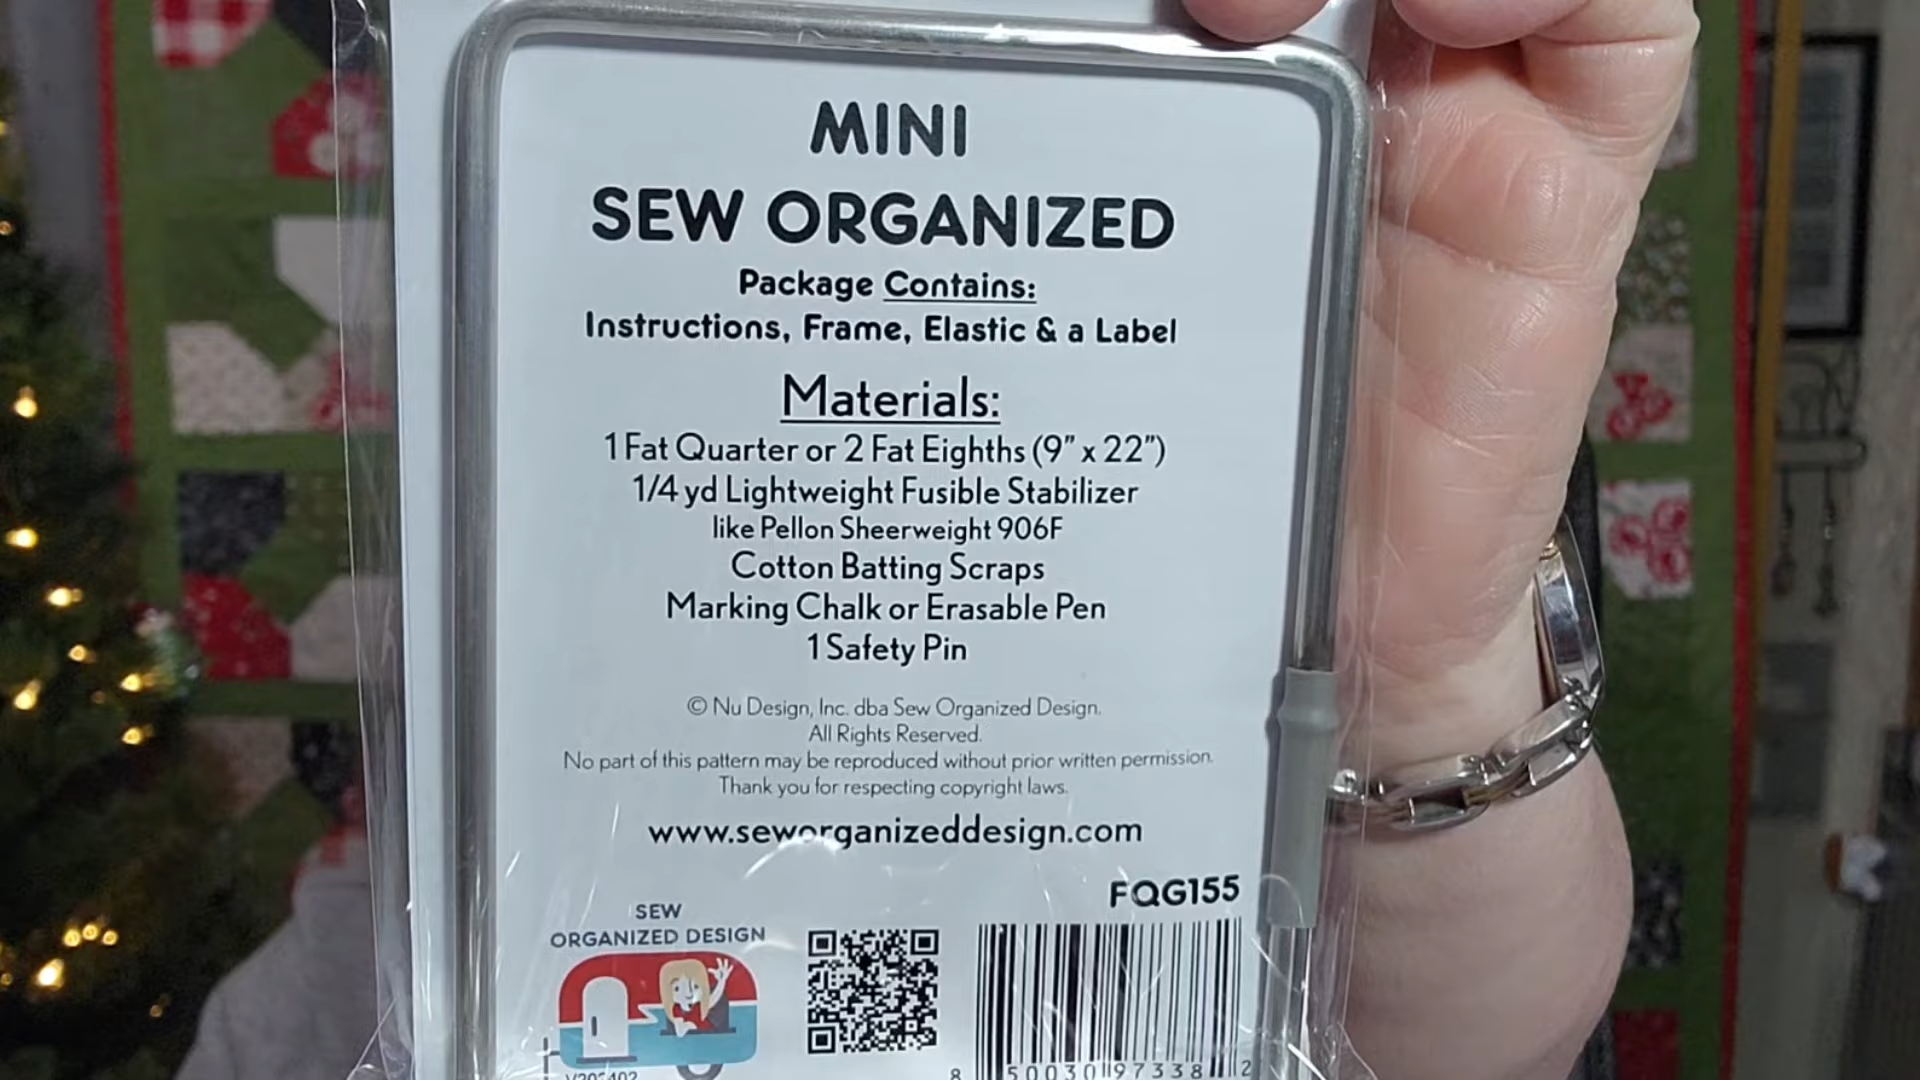 MINI
SEW ORGANIZED
Package Contains:
Instructions, Frame, Elastic & a Label
Materials:
1 Fat Quarter or 2 Fat Eighths (9” x 22”)
1/4 yd Lightweight Fusible Stabilizer
like Pellon Sheerweight 906F
Cotton Batting Scraps
Marking Chalk or Erasable Pen
1 Safety Pin
© Nu Design, Inc. dba Sew Organized Design.
All Rights Reserved.
No part of this pattern may be reproduced without prior written permission.
Thank you for respecting copyright laws.
www.seworganizeddesign.com
FQG155
SEW
ORGANIZED DESIGN
8 50030 97338 2